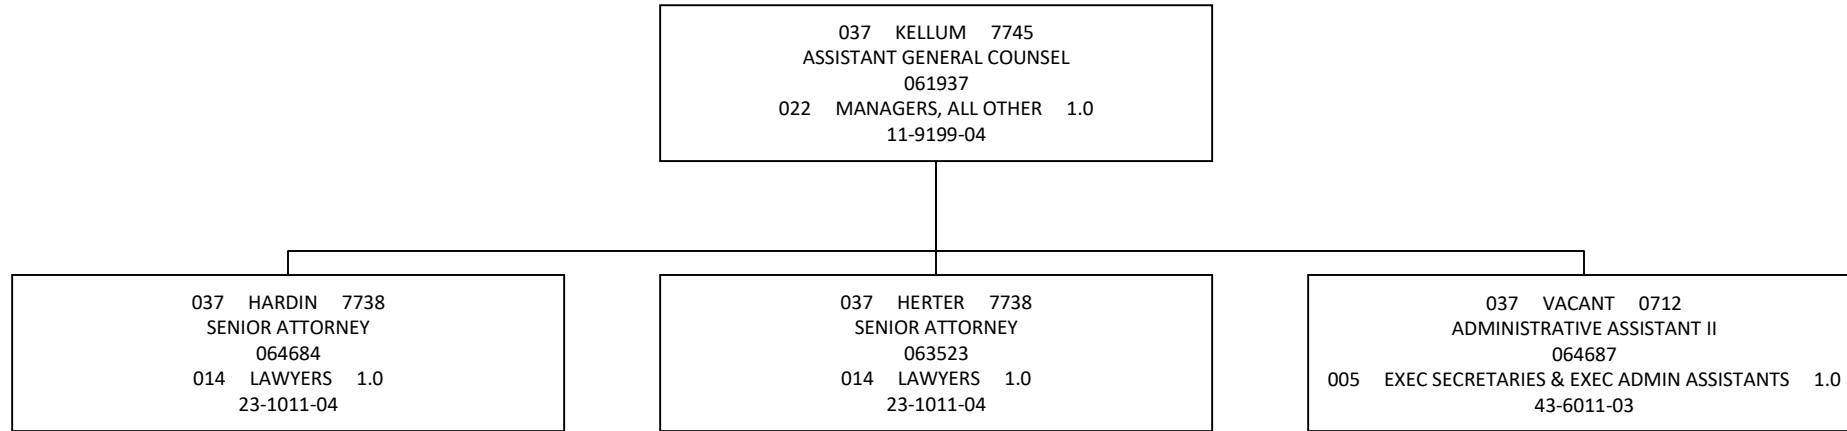 037 KELLUM 7745
ASSISTANT GENERAL COUNSEL
061937
022 MANAGERS, ALL OTHER 1.0
11-9199-04
037 HARDIN 7738
SENIOR ATTORNEY
064684
014 LAWYERS 1.0
23-1011-04
037 HERTER 7738
SENIOR ATTORNEY
063523
014 LAWYERS 1.0
23-1011-04
037 VACANT 0712
ADMINISTRATIVE ASSISTANT II
064687
005 EXEC SECRETARIES & EXEC ADMIN ASSISTANTS 1.0
43-6011-03